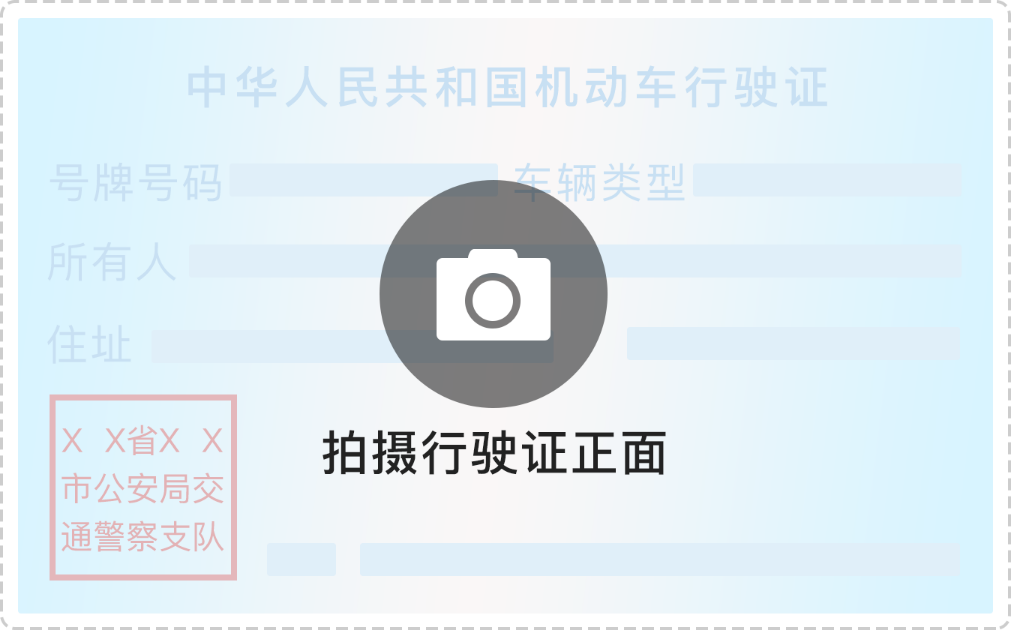 中华人民共和国机动车行驶证
号牌号码 车辆类型
所有人
住址
X X省X X
市公安局交
通警察支队
拍摄行驶证正面